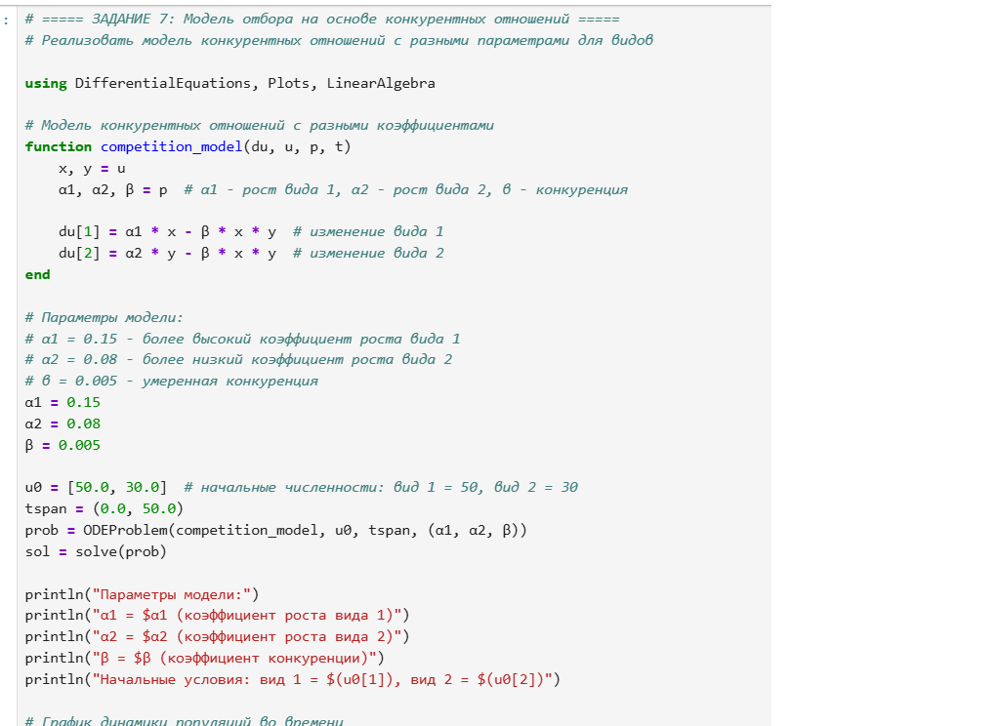 :
# ===== ЗАДАНИЕ 7: Модель отбора на основе конкурентных отношений =====
# Реализовать модель конкурентных отношений с разными параметрами для видов
using DifferentialEquations, Plots, LinearAlgebra
# Модель конкурентных отношений с разными коэффициентами
function competition_model(du, u, p, t)
x, y = u
α1, α2, β = p  # α1 - рост вида 1, α2 - рост вида 2, β - конкуренция
du[1] = α1 * x - β * x * y  # изменение вида 1
du[2] = α2 * y - β * x * y  # изменение вида 2
end
# Параметры модели:
# α1 = 0.15 - более высокий коэффициент роста вида 1
# α2 = 0.08 - более низкий коэффициент роста вида 2
# β = 0.005 - умеренная конкуренция
α1 = 0.15
α2 = 0.08
β = 0.005
u0 = [50.0, 30.0]  # начальные численности: вид 1 = 50, вид 2 = 30
tspan = (0.0, 50.0)
prob = ODEProblem(competition_model, u0, tspan, (α1, α2, β))
sol = solve(prob)
println("Параметры модели:")
println("α1 = $α1 (коэффициент роста вида 1)")
println("α2 = $α2 (коэффициент роста вида 2)")
println("β = $β (коэффициент конкуренции)")
println("Начальные условия: вид 1 = $(u0[1]), вид 2 = $(u0[2])")
# График динамики популяций во времени